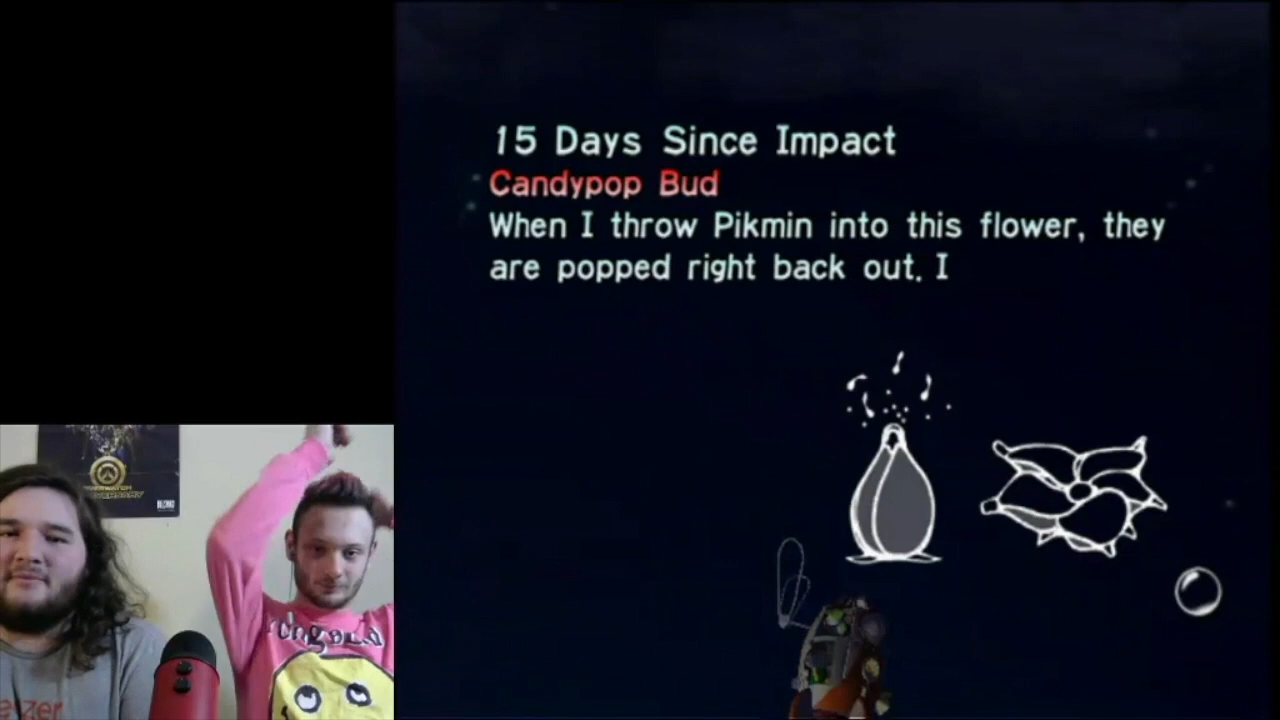 15 Days Since Impact
Candypop Bud
When I throw Pikmin into this flower, they
are popped right back out. I